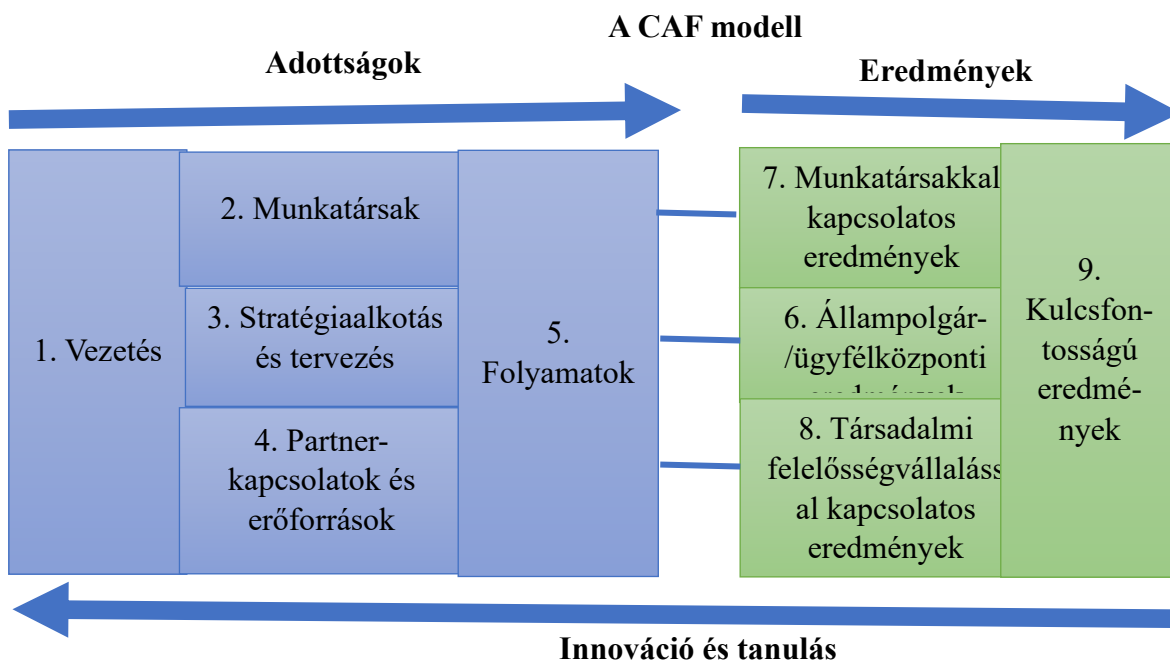 A CAF modell
Adottságok
Eredmények
1. Vezetés
2. Munkatársak
3. Stratégiaalkotás
és tervezés
4. Partner-
kapcsolatok és
erőforrások
5.
Folyamatok
7. Munkatársakkal
kapcsolatos
eredmények
6. Állampolgár-
/ügyfélközponti
eredmények
8. Társadalmi
felelősségvállaláss
al kapcsolatos
eredmények
9.
Kulcsfon-
tosságú
eredmé-
nyek
Innováció és tanulás